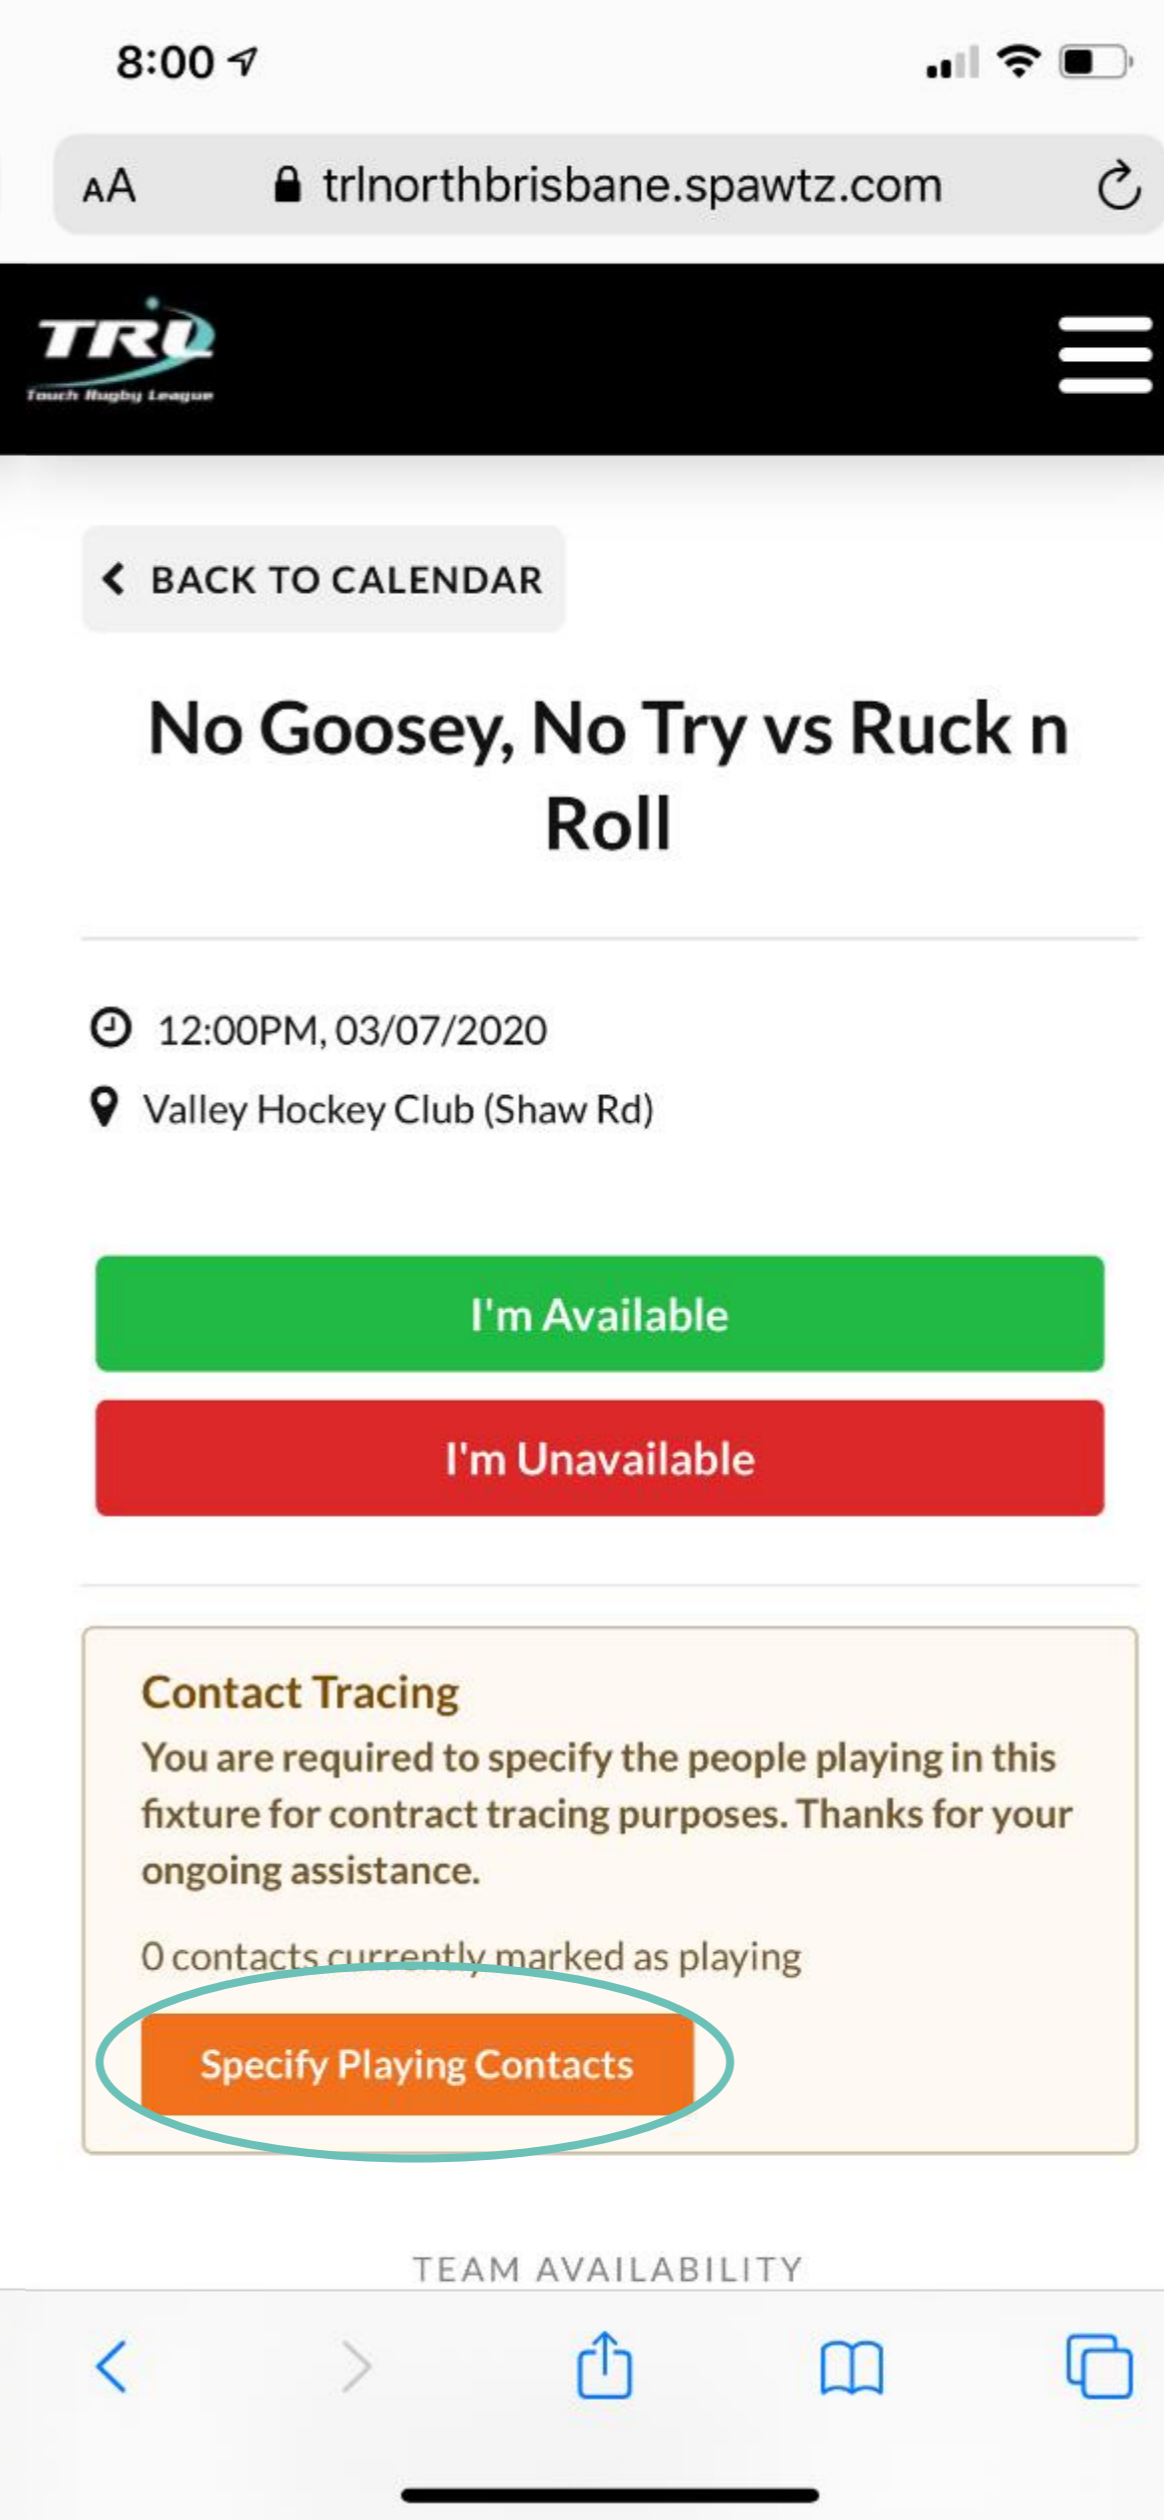 8:00
AA trlnorthbrisbane.spawtz.com
TRL
Touch Rugby League
BACK TO CALENDAR
No Goosey, No Try vs Ruck n
Roll
12:00PM, 03/07/2020
Valley Hockey Club (Shaw Rd)
I'm Available
I'm Unavailable
Contact Tracing
You are required to specify the people playing in this
fixture for contract tracing purposes. Thanks for your
ongoing assistance.
0 contacts currently marked as playing
Specify Playing Contacts
TEAM AVAILABILITY